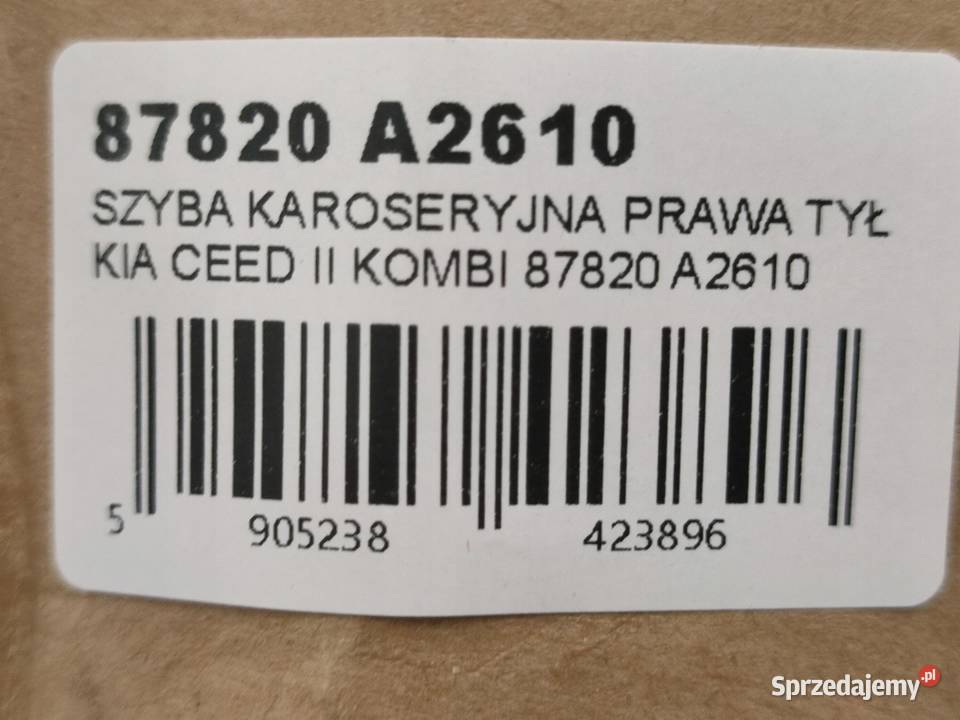 87820 A2610
SZYBA KAROSERYJNA PRAWA TYŁ
KIA CEED II KOMBI 87820 A2610
5 905238 423896
Sprzedajemy.pl